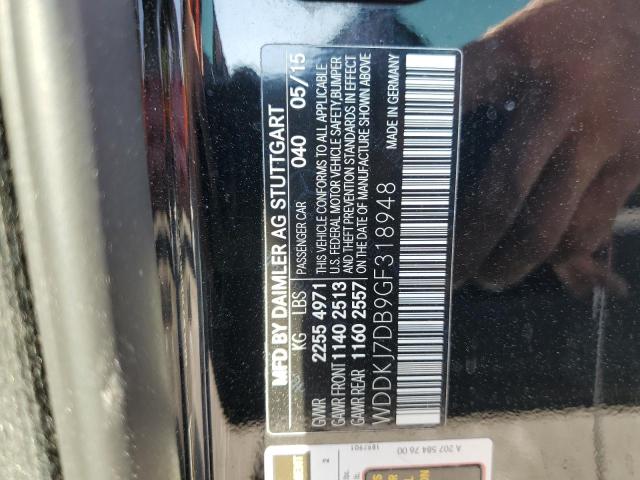 MFD BY DAIMLER AG STUTTGART
KG LBS PASSENGER CAR 040 05/15
GVWR 2255 4971 THIS VEHICLE CONFORMS TO ALL APPLICABLE
GAWR FRONT 1140 2513 U.S. FEDERAL MOTOR VEHICLE SAFETY, BUMPER
AND THEFT PREVENTION STANDARDS IN EFFECT
GAWR REAR 1160 2557 ON THE DATE OF MANUFACTURE SHOWN ABOVE
WDDKJ7DB9GF318948 MADE IN GERMANY
A 207 584 76 00
2